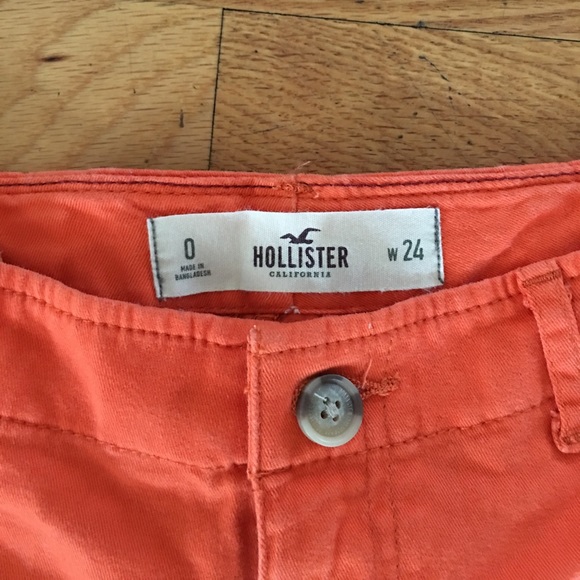 0
MADE IN
BANGLADESH
HOLLISTER
CALIFORNIA
W 24